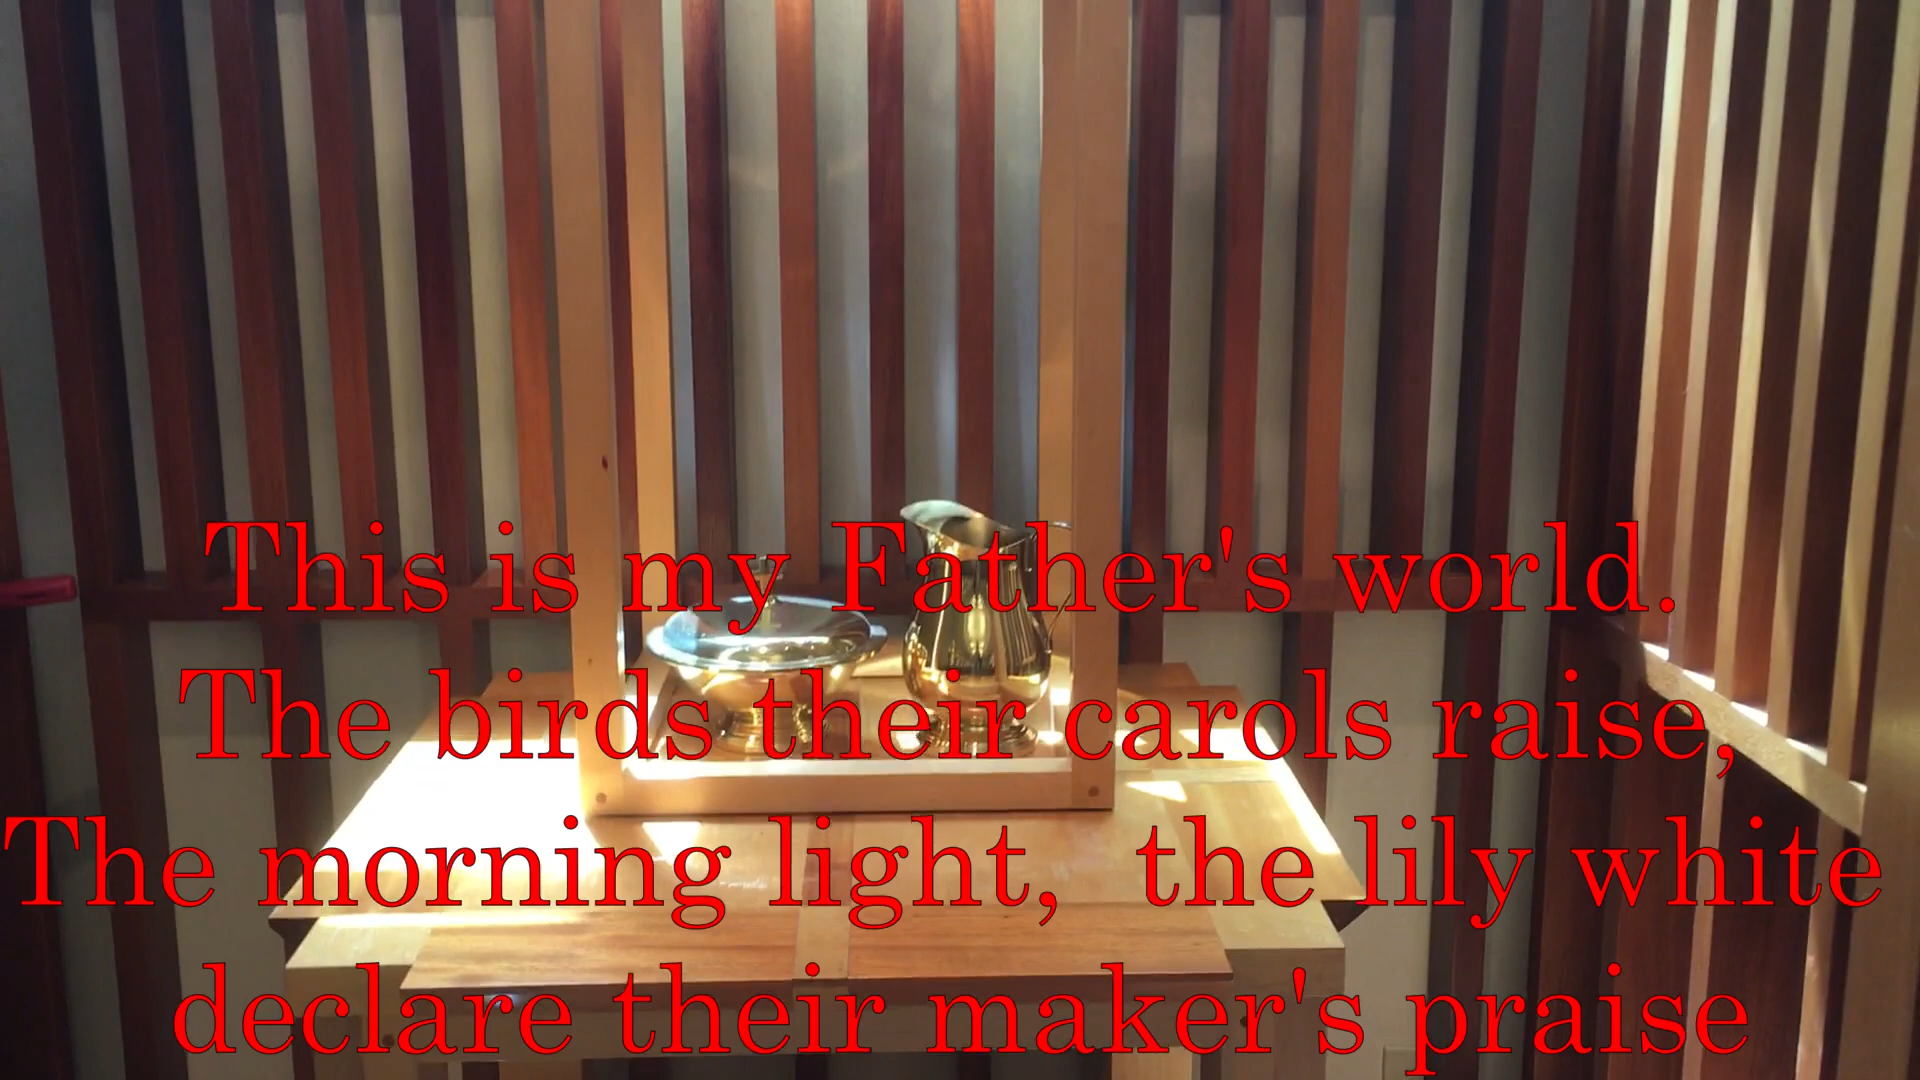 This is my Father's world.
The birds their carols raise,
The morning light, the lily white
declare their maker's praise